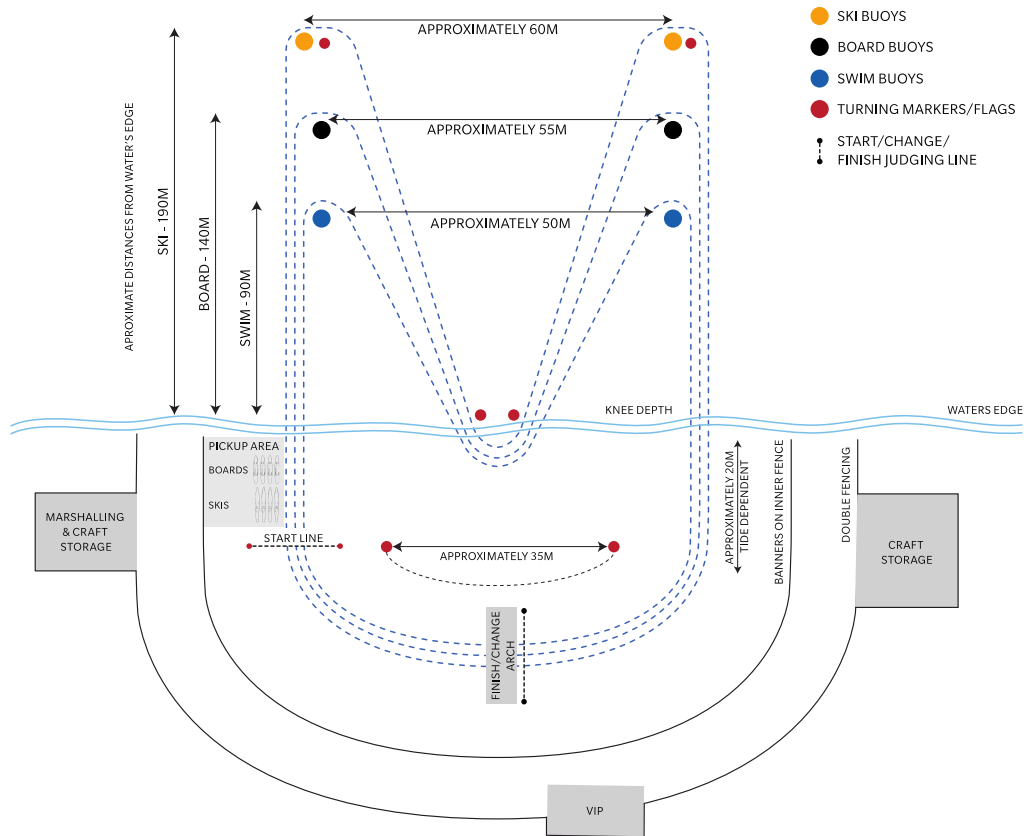 APPROXIMATELY 60M
SKI BUOYS
BOARD BUOYS
SWIM BUOYS
TURNING MARKERS/FLAGS
START/CHANGE/
FINISH JUDGING LINE
APPROXIMATELY 55M
APPROXIMATELY 50M
APROXIMATE DISTANCES FROM WATER'S EDGE
SKI - 190M
BOARD - 140M
SWIM - 90M
KNEE DEPTH
WATERS EDGE
PICKUP AREA
BOARDS
SKIS
MARSHALLING
& CRAFT
STORAGE
START LINE
APPROXIMATELY 35M
APPROXIMATELY 20M
TIDE DEPENDENT
BANNERS ON INNER FENCE
DOUBLE FENCING
CRAFT
STORAGE
FINISH/CHANGE
ARCH
VIP